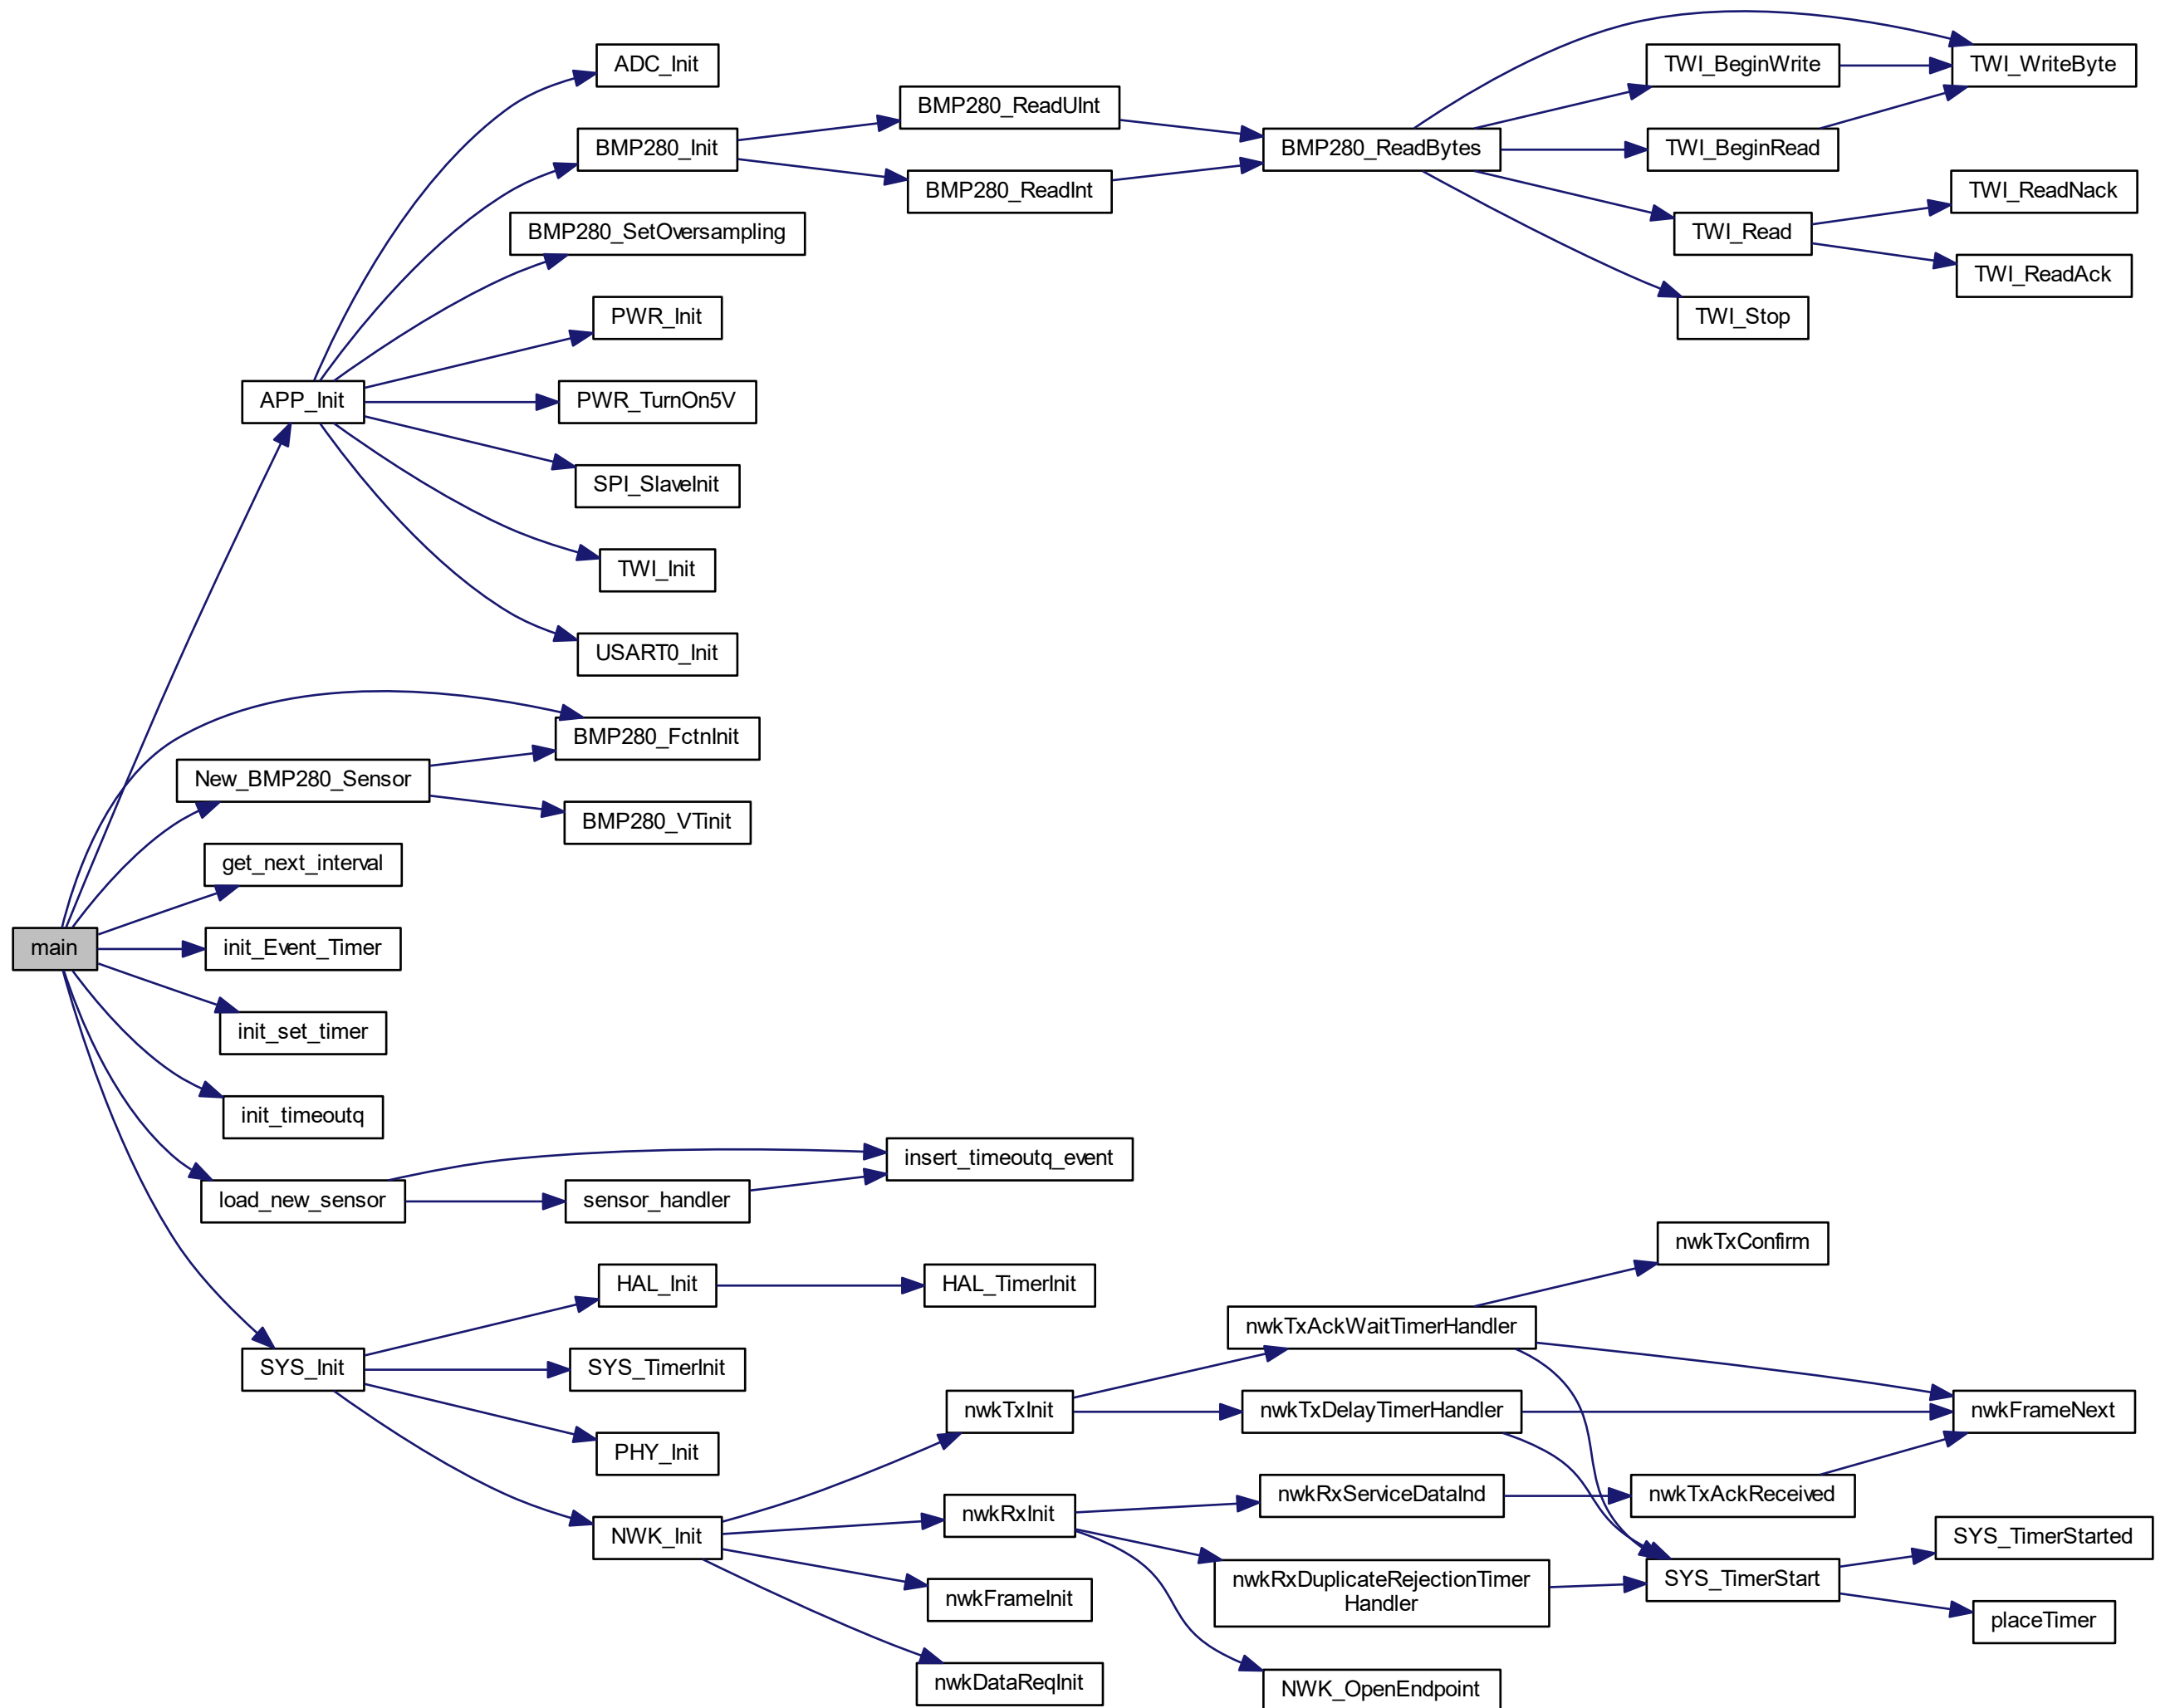 ADC_Init
TWI_BeginWrite
TWI_WriteByte
BMP280_ReadUInt
BMP280_Init
BMP280_ReadBytes
TWI_BeginRead
BMP280_ReadInt
TWI_ReadNack
BMP280_SetOversampling
TWI_Read
TWI_ReadAck
PWR_Init
TWI_Stop
APP_Init
PWR_TurnOn5V
SPI_SlaveInit
TWI_Init
USART0_Init
BMP280_FctnInit
New_BMP280_Sensor
BMP280_VTinit
get_next_interval
main
init_Event_Timer
init_set_timer
init_timeoutq
insert_timeoutq_event
load_new_sensor
sensor_handler
nwkTxConfirm
HAL_Init
HAL_TimerInit
nwkTxAckWaitTimerHandler
SYS_Init
SYS_TimerInit
nwkTxInit
nwkTxDelayTimerHandler
nwkFrameNext
PHY_Init
nwkRxServiceDataInd
nwkTxAckReceived
nwkRxInit
NWK_Init
SYS_TimerStarted
nwkRxDuplicateRejectionTimer
Handler
SYS_TimerStart
nwkFrameInit
placeTimer
nwkDataReqInit
NWK_OpenEndpoint